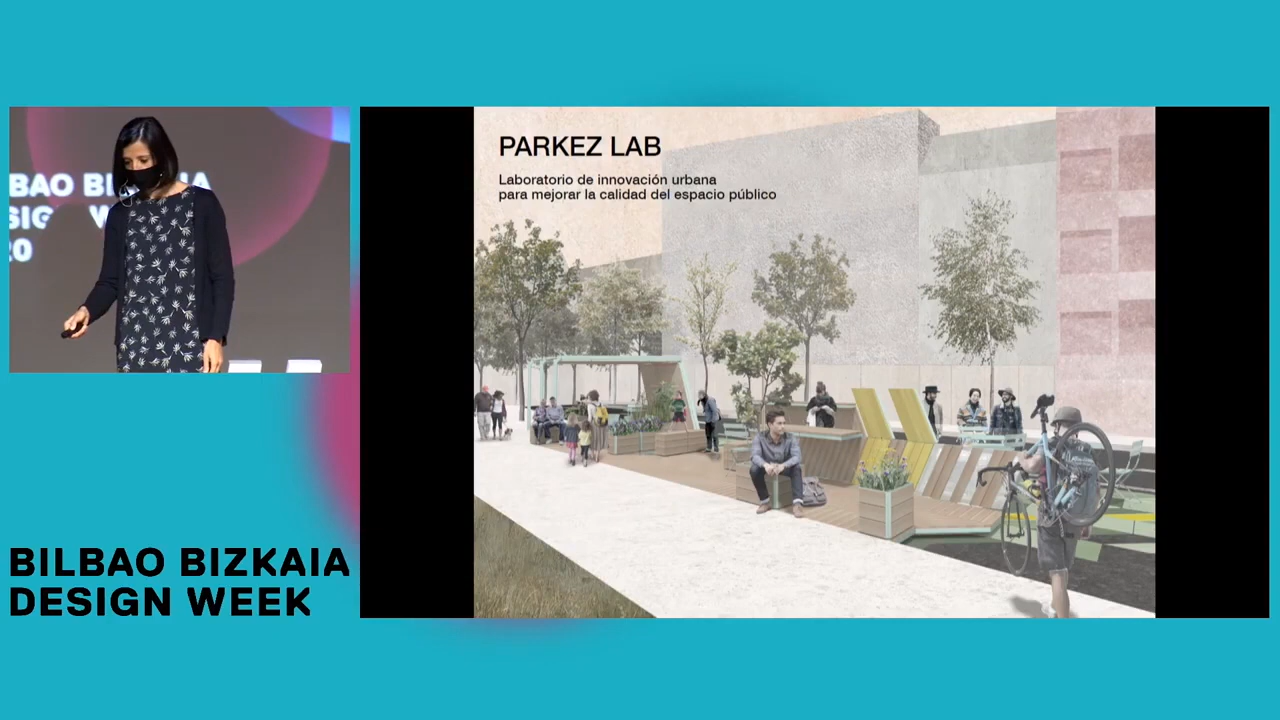 PARKEZ LAB
Laboratorio de innovación urbana
para mejorar la calidad del espacio público
BILBAO BIZKAIA
DESIGN WEEK